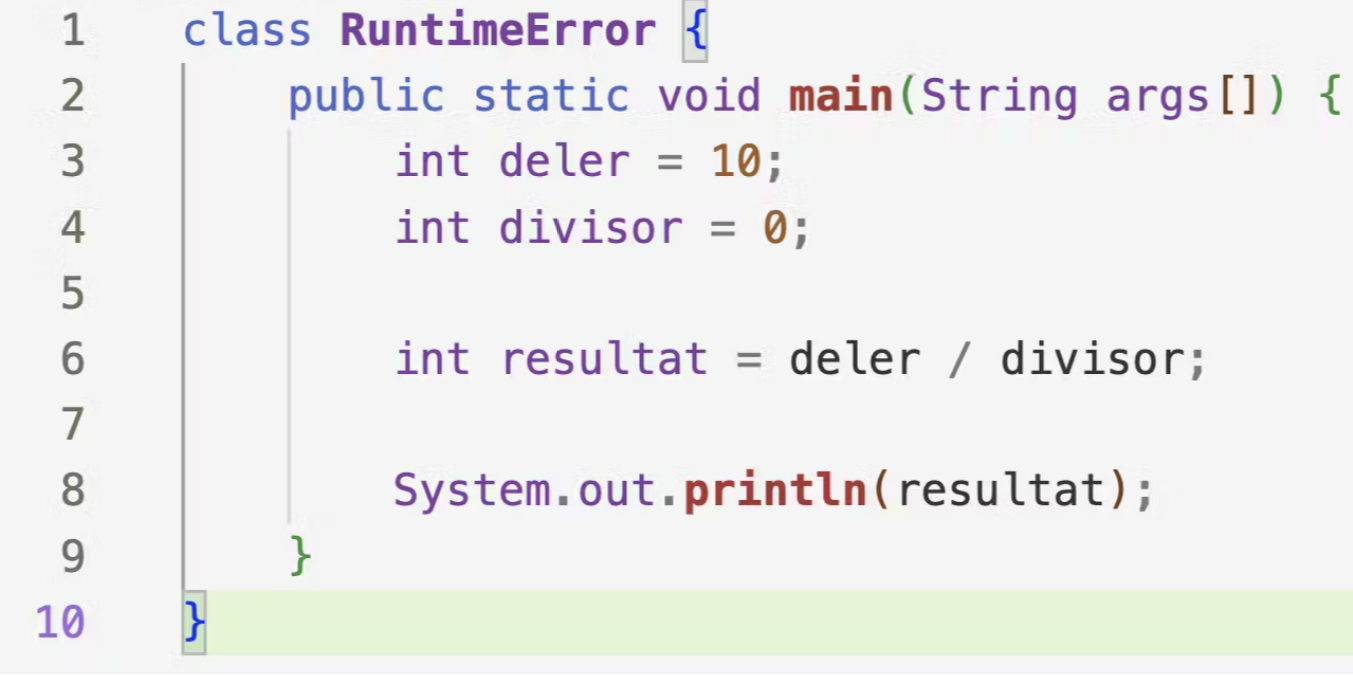 1 class RuntimeError {
2 public static void main(String args[]) {
3 int deler = 10;
4 int divisor = 0;
5
6 int resultat = deler / divisor;
7
8 System.out.println(resultat);
9 }
10 }